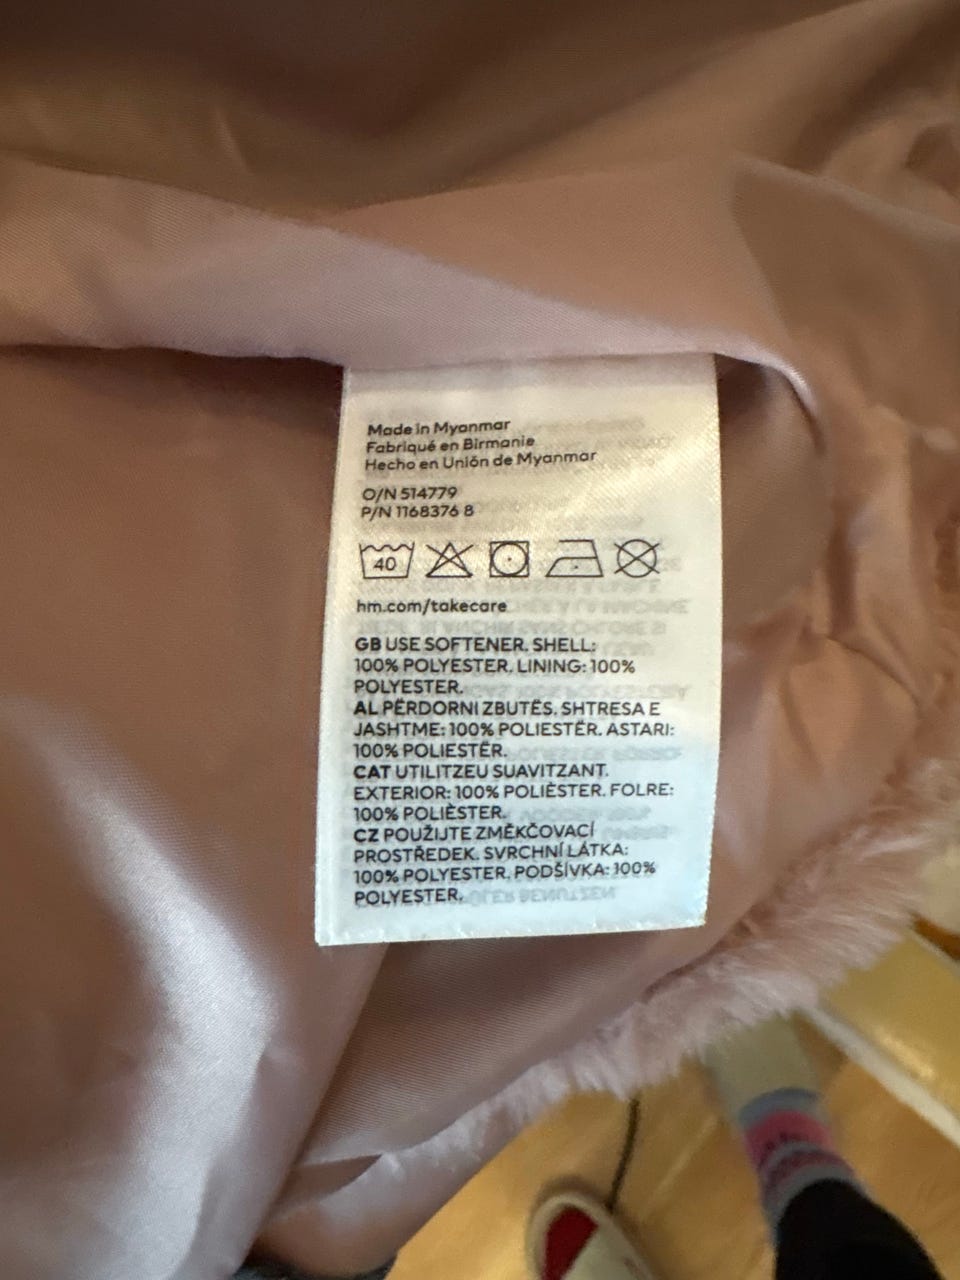 Made in Myanmar
Fabriqué en Birmanie
Hecho en Unión de Myanmar
O/N 514779
P/N 1168376 8
40
hm.com/takecare
GB USE SOFTENER. SHELL:
100% POLYESTER. LINING: 100%
POLYESTER.
AL PËRDORNI ZBUTËS. SHTRESA E
JASHTME: 100% POLIESTËR. ASTARI:
100% POLIESTËR.
CAT UTILITZEU SUAVITZANT.
EXTERIOR: 100% POLIÈSTER. FOLRE:
100% POLIÈSTER.
CZ POUŽIJTE ZMĚKČOVACÍ
PROSTŘEDEK. SVRCHNÍ LÁTKA:
100% POLYESTER. PODŠÍVKA: 100%
POLYESTER.